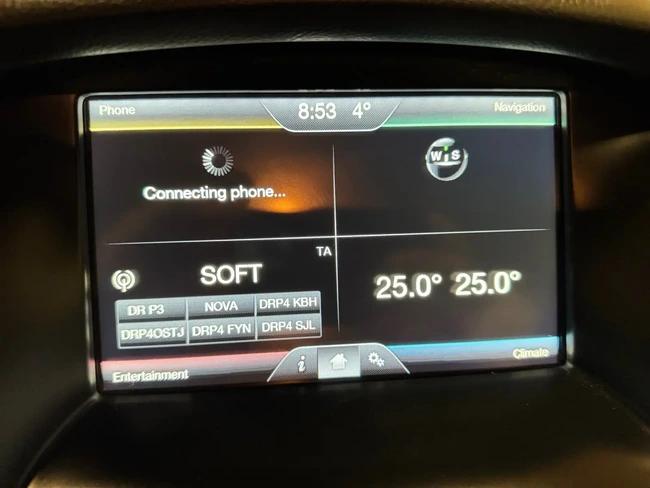 Phone 8:53 4° Navigation
W S
Connecting phone...
TA
SOFT
25.0° 25.0°
DR P3 NOVA DRP4 KBH
DRP4OSTJ DRP4 FYN DRP4 SJL
i
Entertainment Climate